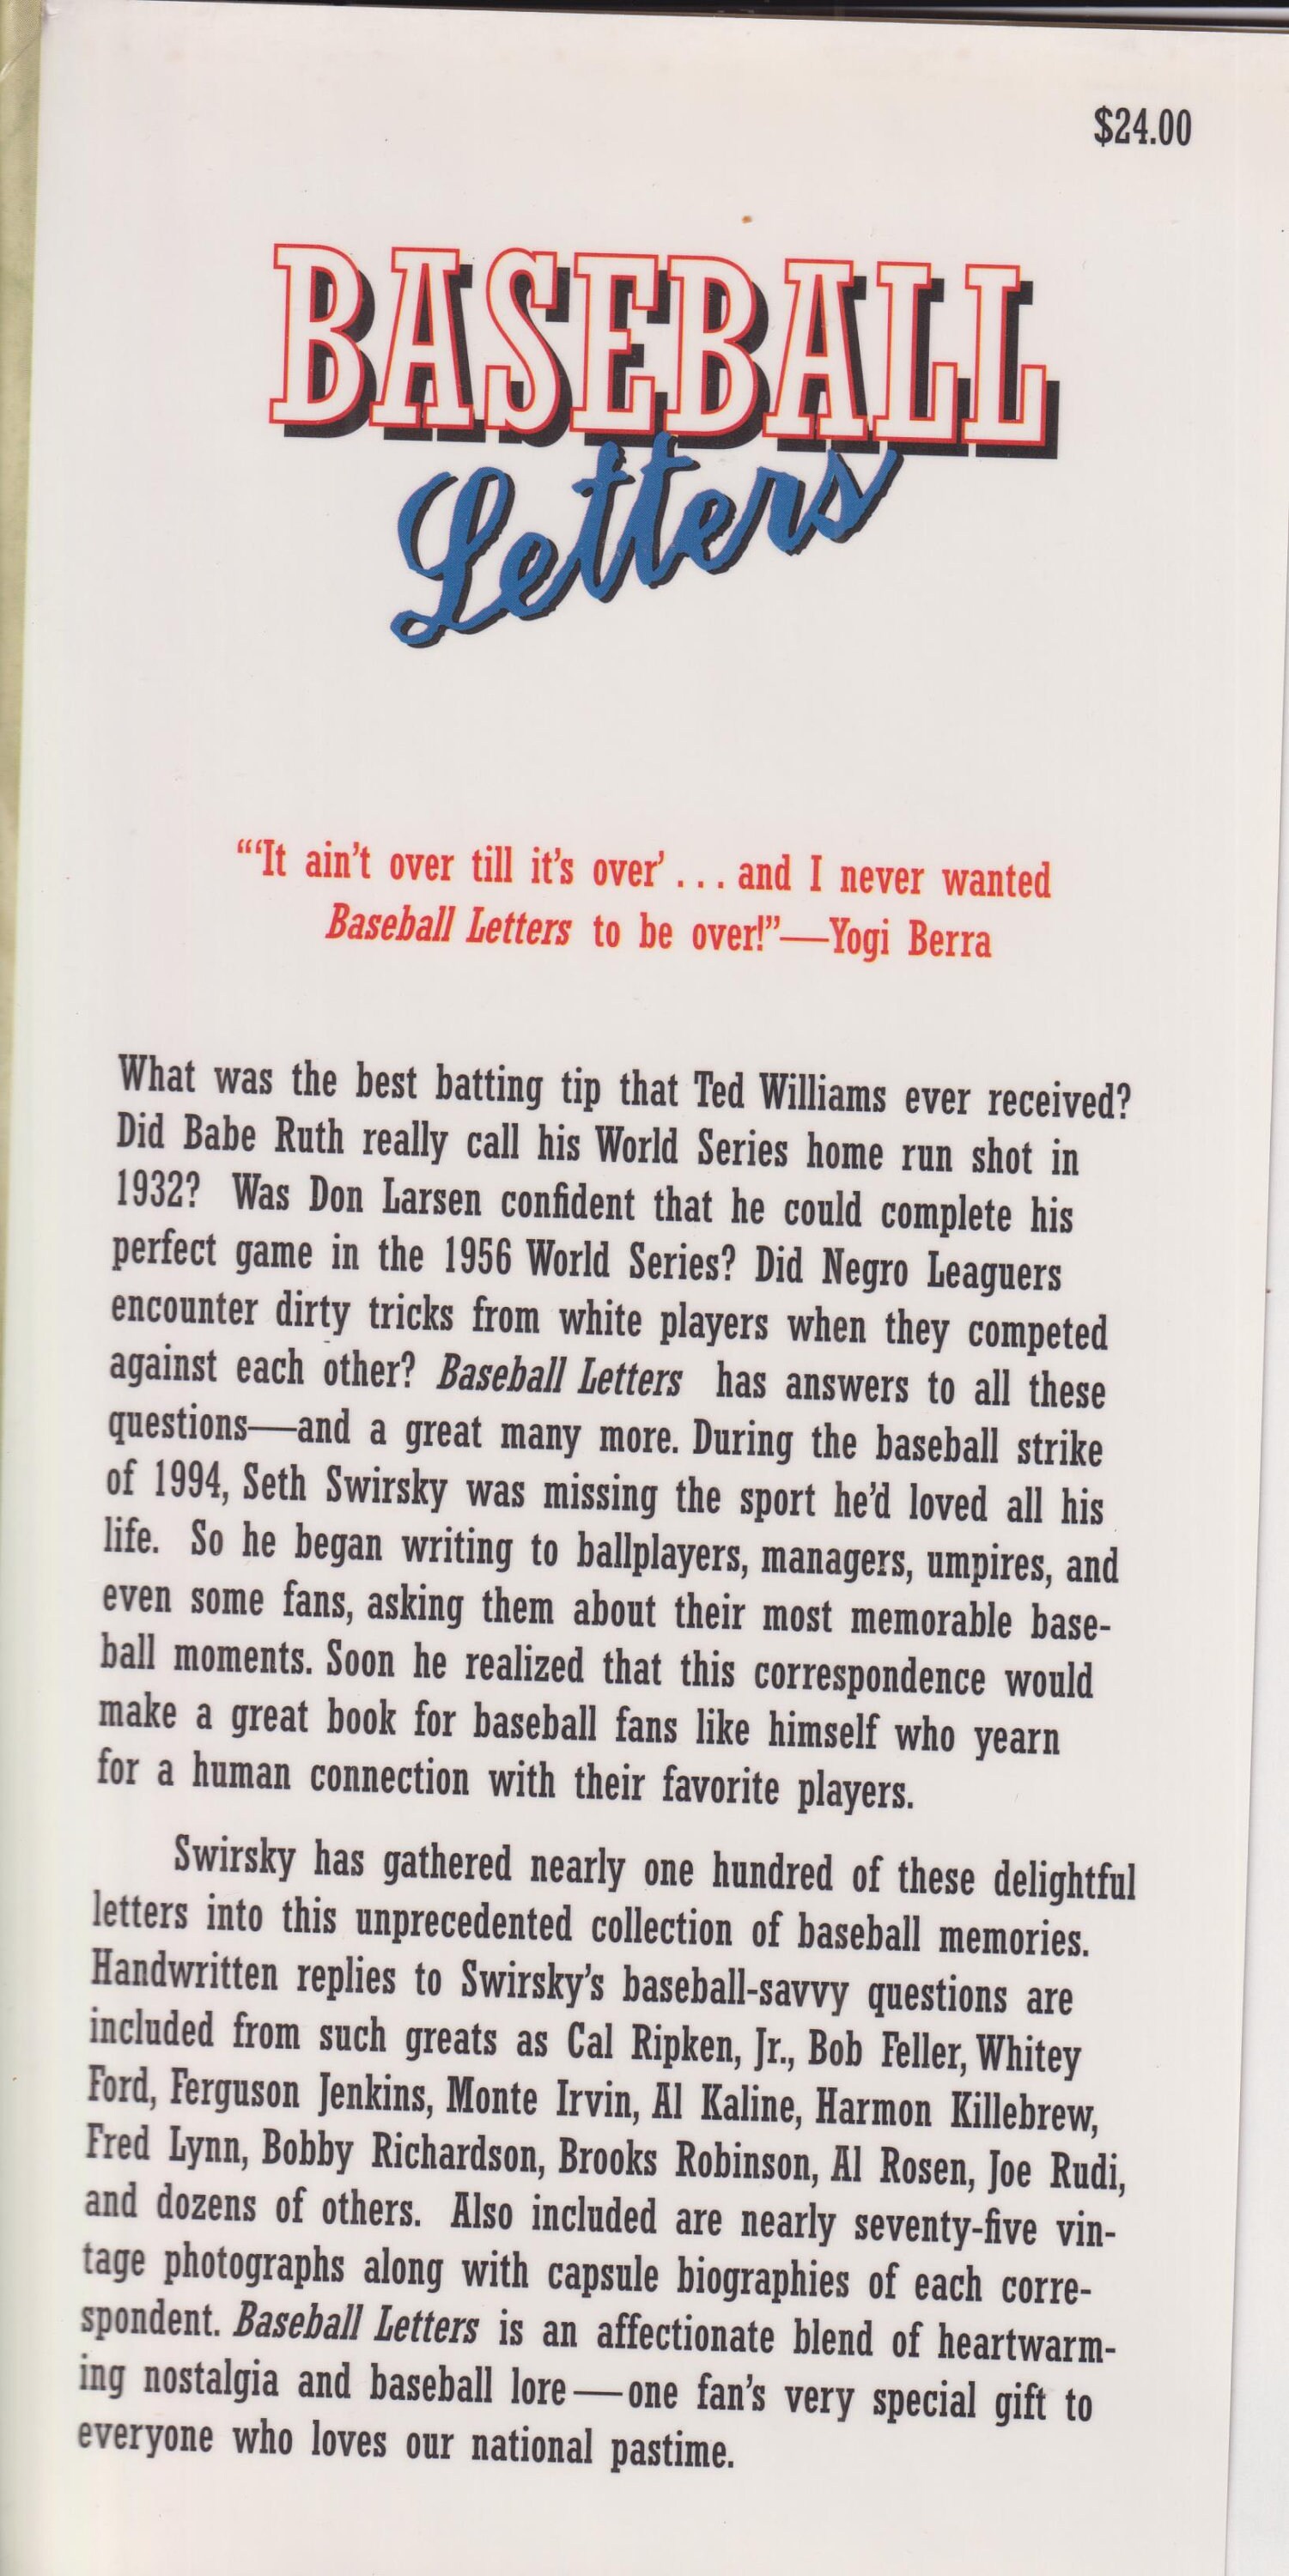 $24.00
BASEBALL
Letters
“‘It ain’t over till it’s over’ . . . and I never wanted
Baseball Letters to be over!”—Yogi Berra
What was the best batting tip that Ted Williams ever received?
Did Babe Ruth really call his World Series home run shot in
1932? Was Don Larsen confident that he could complete his
perfect game in the 1956 World Series? Did Negro Leaguers
encounter dirty tricks from white players when they competed
against each other? Baseball Letters has answers to all these
questions—and a great many more. During the baseball strike
of 1994, Seth Swirsky was missing the sport he’d loved all his
life. So he began writing to ballplayers, managers, umpires, and
even some fans, asking them about their most memorable base-
ball moments. Soon he realized that this correspondence would
make a great book for baseball fans like himself who yearn
for a human connection with their favorite players.
Swirsky has gathered nearly one hundred of these delightful
letters into this unprecedented collection of baseball memories.
Handwritten replies to Swirsky’s baseball-savvy questions are
included from such greats as Cal Ripken, Jr., Bob Feller, Whitey
Ford, Ferguson Jenkins, Monte Irvin, Al Kaline, Harmon Killebrew,
Fred Lynn, Bobby Richardson, Brooks Robinson, Al Rosen, Joe Rudi,
and dozens of others. Also included are nearly seventy-five vin-
tage photographs along with capsule biographies of each corre-
spondent. Baseball Letters is an affectionate blend of heartwarm-
ing nostalgia and baseball lore—one fan’s very special gift to
everyone who loves our national pastime.